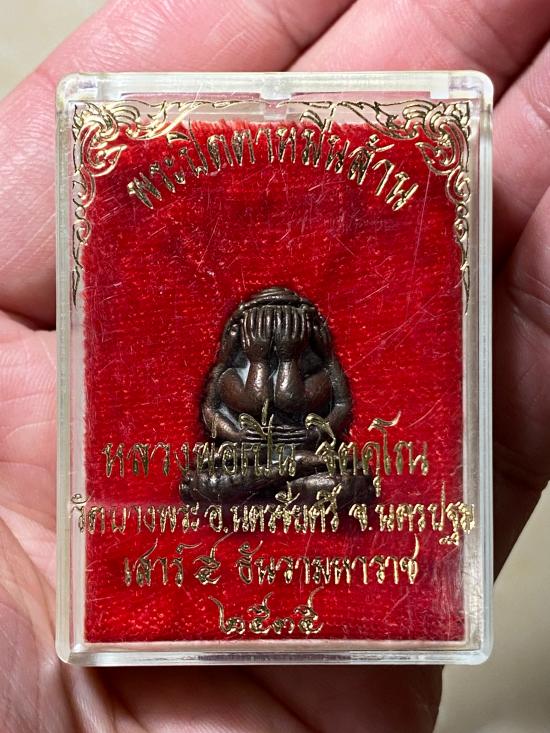 พระปิดตาหมื่นล้าน
หลวงพ่อเปิ่น ฐิตคุโณ
วัดบางพระ อ.นครชัยศรี จ.นครปฐม
เสาร์ ๕ ธันวามหาราช
๒๕๓๕